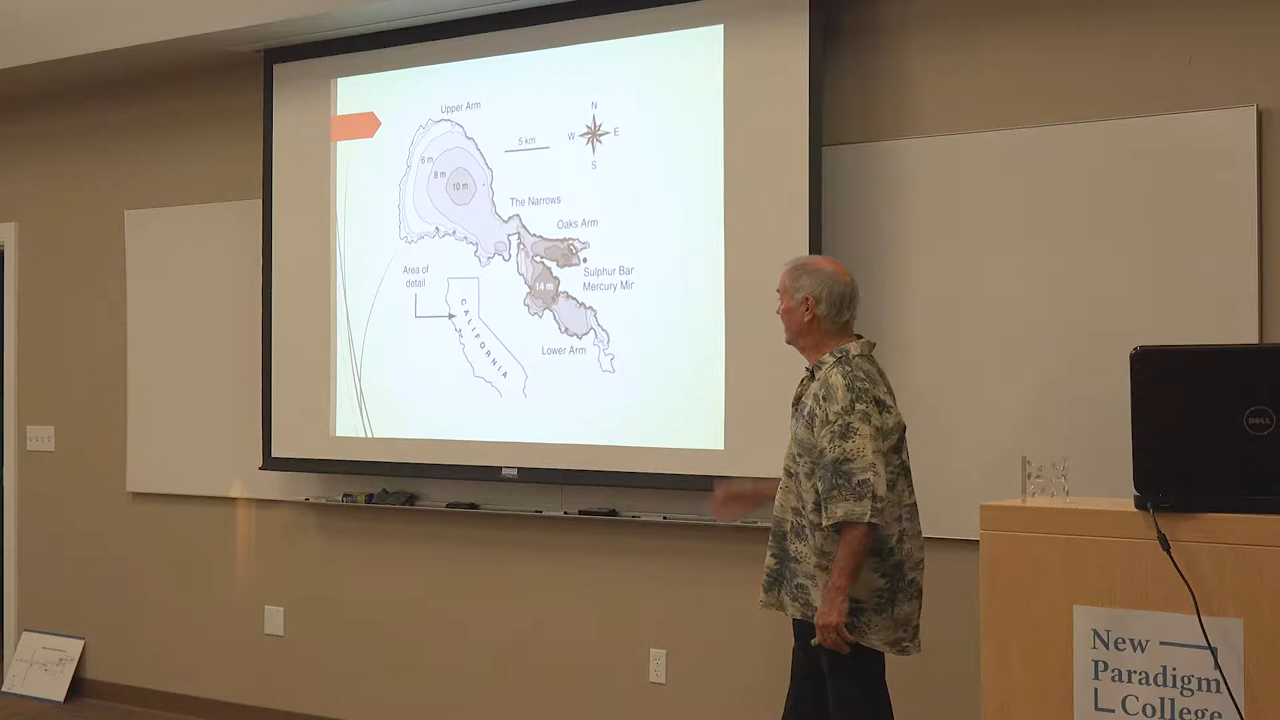 Upper Arm
N
W
E
S
5 km
6 m
8 m
10 m
The Narrows
Oaks Arm
Area of
detail
Sulphur Bar
Mercury Mir
14 m
CALIFORNIA
Lower Arm
DELL
New
Paradigm
College